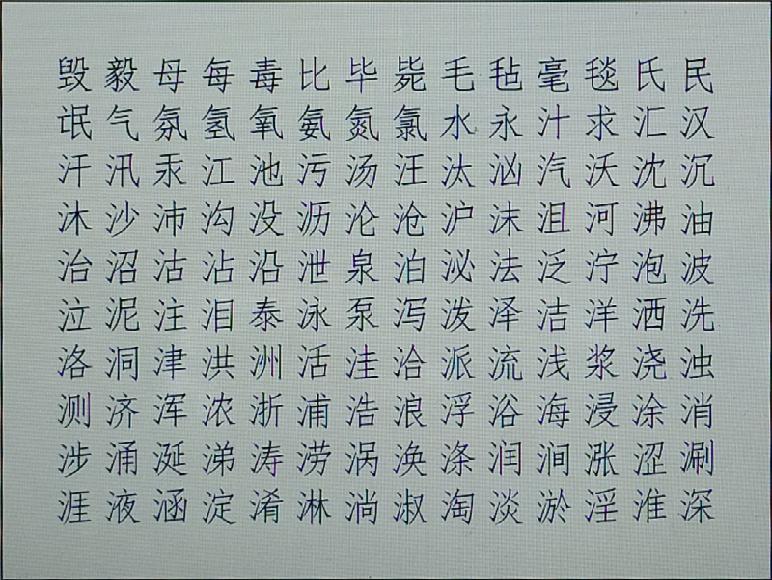 毁毅母每毒比毕毙毛毡毫毯氏民
氓气氛氢氧氨氮氯水永汁求汇汉
汗汛汞江池污汤汪汰汹汽沃沈沉
沐沙沛沟没沥沦沧沪沫沮河沸油
治沼沽沾沿泄泉泊泌法泛泞泡波
泣泥注泪泰泳泵泻泼泽洁洋洒洗
洛洞津洪洲活洼洽派流浅浆浇浊
测济浑浓浙浦浩浪浮浴海浸涂消
涉涌涎涕涛涝涡涣涤润涧涨涩涮
涯液涵淀淆淋淌淑淘淡淤淫淮深